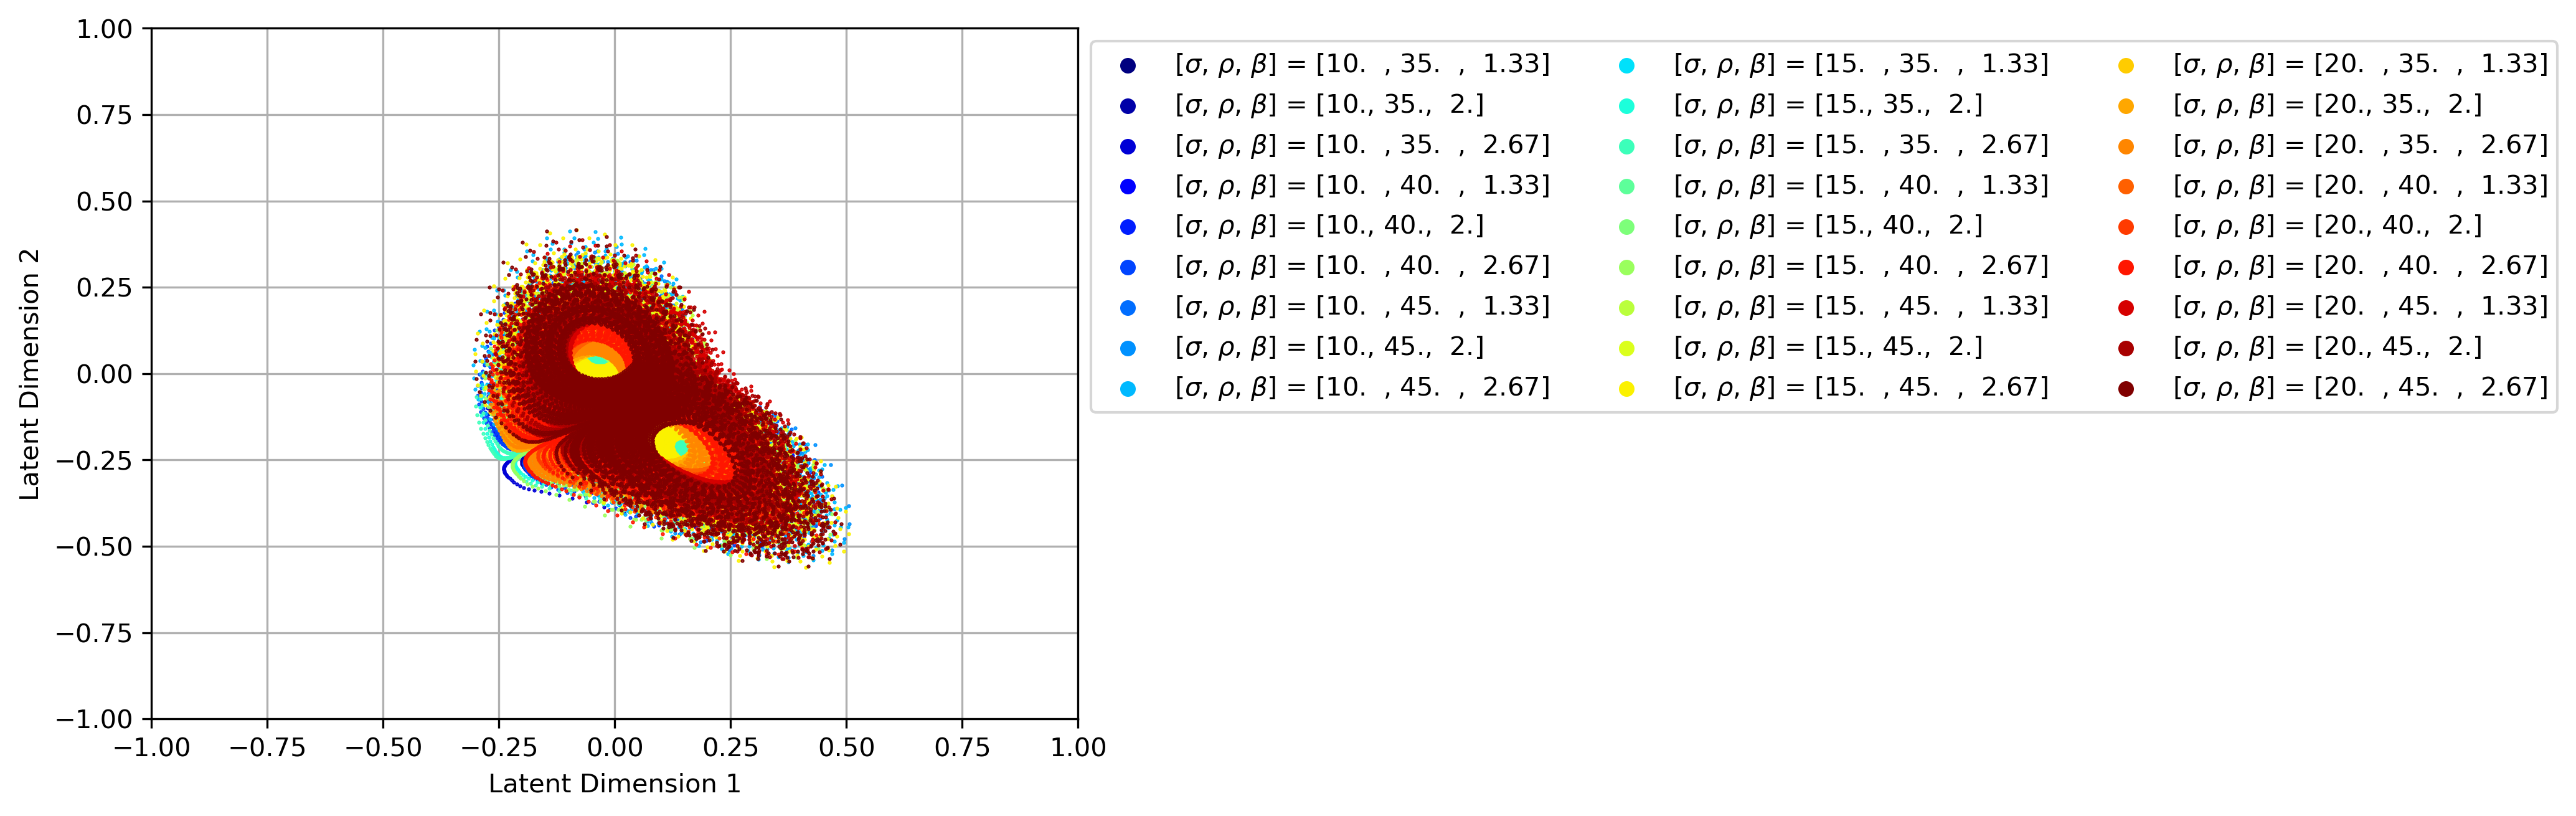 1.00
0.75
0.50
0.25
0.00
−0.25
−0.50
−0.75
−1.00
Latent Dimension 2
−1.00 −0.75 −0.50 −0.25 0.00 0.25 0.50 0.75 1.00
Latent Dimension 1
[σ, ρ, β] = [10. , 35. , 1.33]
[σ, ρ, β] = [10., 35., 2.]
[σ, ρ, β] = [10. , 35. , 2.67]
[σ, ρ, β] = [10. , 40. , 1.33]
[σ, ρ, β] = [10., 40., 2.]
[σ, ρ, β] = [10. , 40. , 2.67]
[σ, ρ, β] = [10. , 45. , 1.33]
[σ, ρ, β] = [10., 45., 2.]
[σ, ρ, β] = [10. , 45. , 2.67]
[σ, ρ, β] = [15. , 35. , 1.33]
[σ, ρ, β] = [15., 35., 2.]
[σ, ρ, β] = [15. , 35. , 2.67]
[σ, ρ, β] = [15. , 40. , 1.33]
[σ, ρ, β] = [15., 40., 2.]
[σ, ρ, β] = [15. , 40. , 2.67]
[σ, ρ, β] = [15. , 45. , 1.33]
[σ, ρ, β] = [15., 45., 2.]
[σ, ρ, β] = [15. , 45. , 2.67]
[σ, ρ, β] = [20. , 35. , 1.33]
[σ, ρ, β] = [20., 35., 2.]
[σ, ρ, β] = [20. , 35. , 2.67]
[σ, ρ, β] = [20. , 40. , 1.33]
[σ, ρ, β] = [20., 40., 2.]
[σ, ρ, β] = [20. , 40. , 2.67]
[σ, ρ, β] = [20. , 45. , 1.33]
[σ, ρ, β] = [20., 45., 2.]
[σ, ρ, β] = [20. , 45. , 2.67]